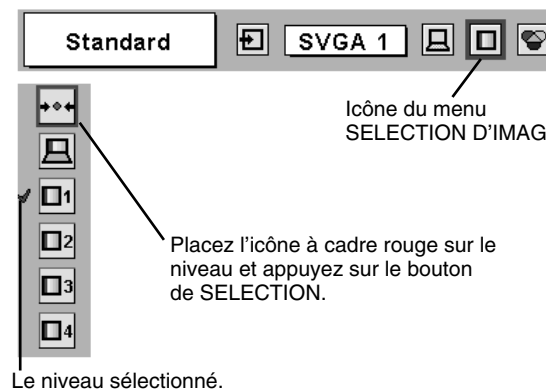 Standard
SVGA 1
Icône du menu
SELECTION D'IMAG
1
2
3
4
Placez l'icône à cadre rouge sur le
niveau et appuyez sur le bouton
de SELECTION.
Le niveau sélectionné.